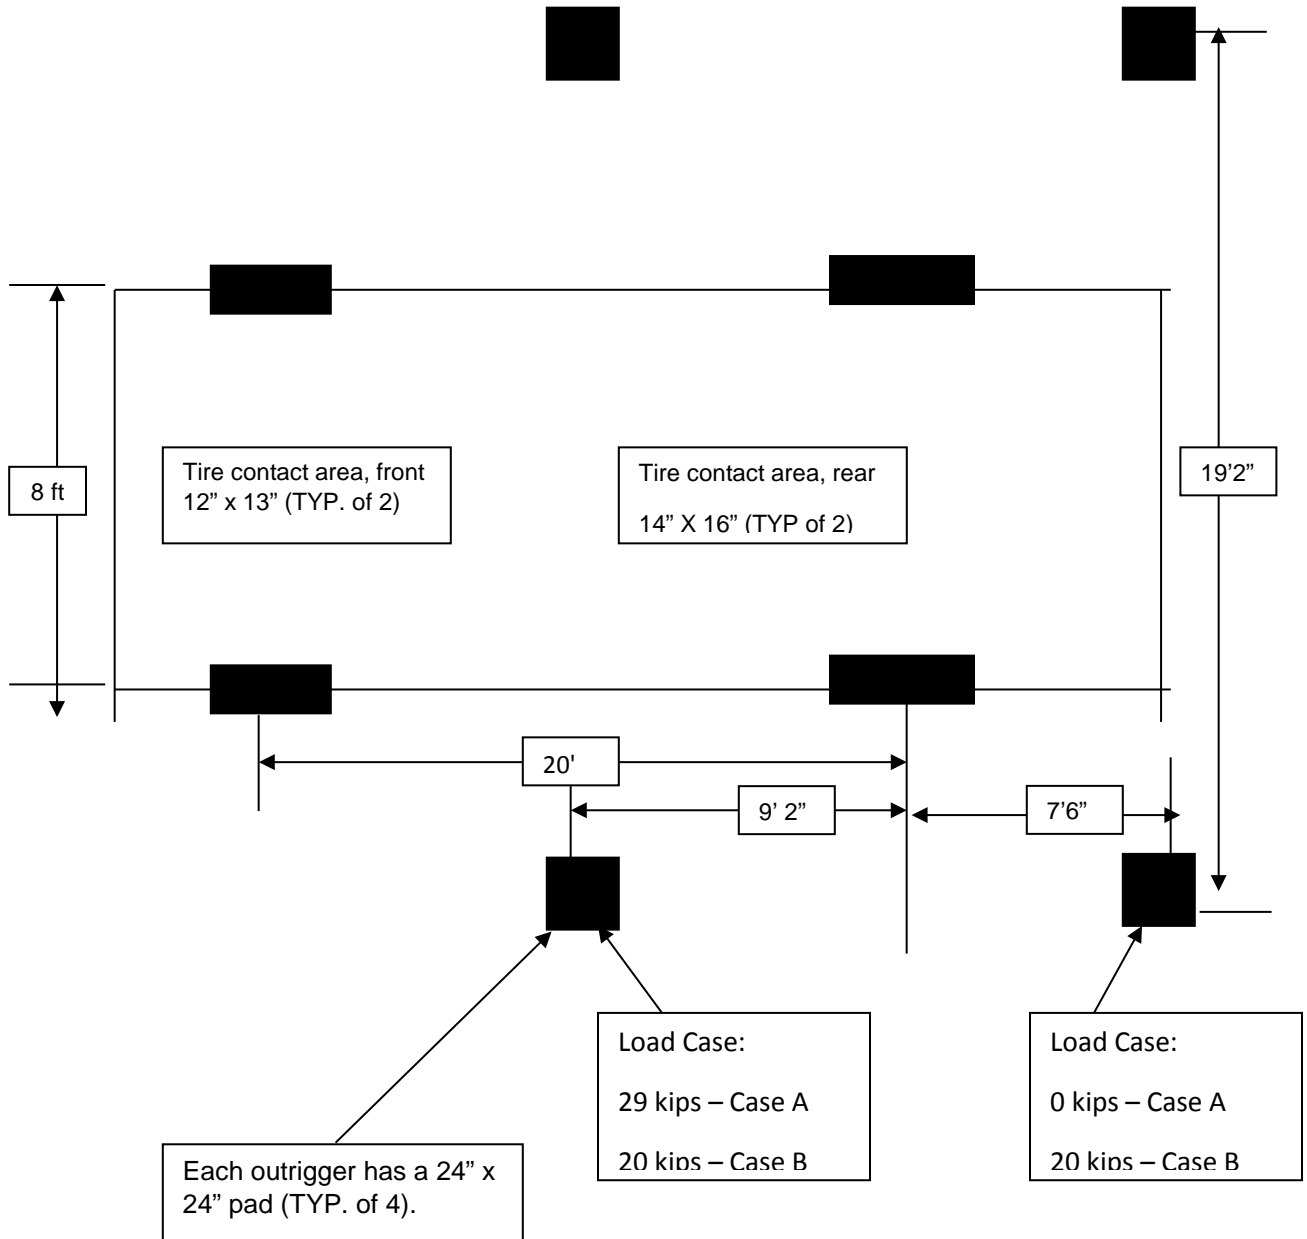 8 ft
Tire contact area, front
12” x 13” (TYP. of 2)
Tire contact area, rear
14” X 16” (TYP of 2)
19’2”
20'
9’ 2”
7’6”
Load Case:
29 kips – Case A
20 kips – Case B
Load Case:
0 kips – Case A
20 kips – Case B
Each outrigger has a 24” x
24” pad (TYP. of 4).